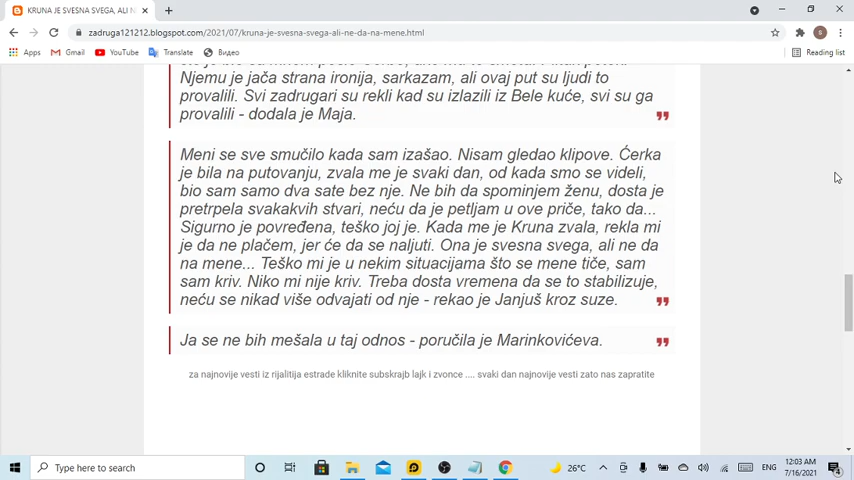 KRUNA JE SVESNA SVEGA, ALI NE
zadruga121212.blogspot.com/2021/07/kruna-je-svesna-svega-ali-ne-da-na-mene.html
Apps Gmail YouTube Translate Видео Reading list
Njemu je jača strana ironija, sarkazam, ali ovaj put su ljudi to
provalili. Svi zadrugari su rekli kad su izlazili iz Bele kuće, svi su ga
provalili - dodala je Maja.
Meni se sve smučilo kada sam izašao. Nisam gledao klipove. Ćerka
je bila na putovanju, zvala me je svaki dan, od kada smo se videli,
bio sam samo dva sate bez nje. Ne bih da spominjem ženu, dosta je
pretrpela svakakvih stvari, neću da je petljam u ove priče, tako da...
Sigurno je povređena, teško joj je. Kada me je Kruna zvala, rekla mi
je da ne plačem, jer će da se naljuti. Ona je svesna svega, ali ne da
na mene... Teško mi je u nekim situacijama što se mene tiče, sam
sam kriv. Niko mi nije kriv. Treba dosta vremena da se to stabilizuje,
neću se nikad više odvajati od nje - rekao je Janjuš kroz suze.
Ja se ne bih mešala u taj odnos - poručila je Marinkovićeva.
za najnovije vesti iz rijalitija estrade kliknite subskrajb lajk i zvonce .... svaki dan najnovije vesti zato nas zapratite
Type here to search
26°C
ENG
12:03 AM
7/16/2021
4